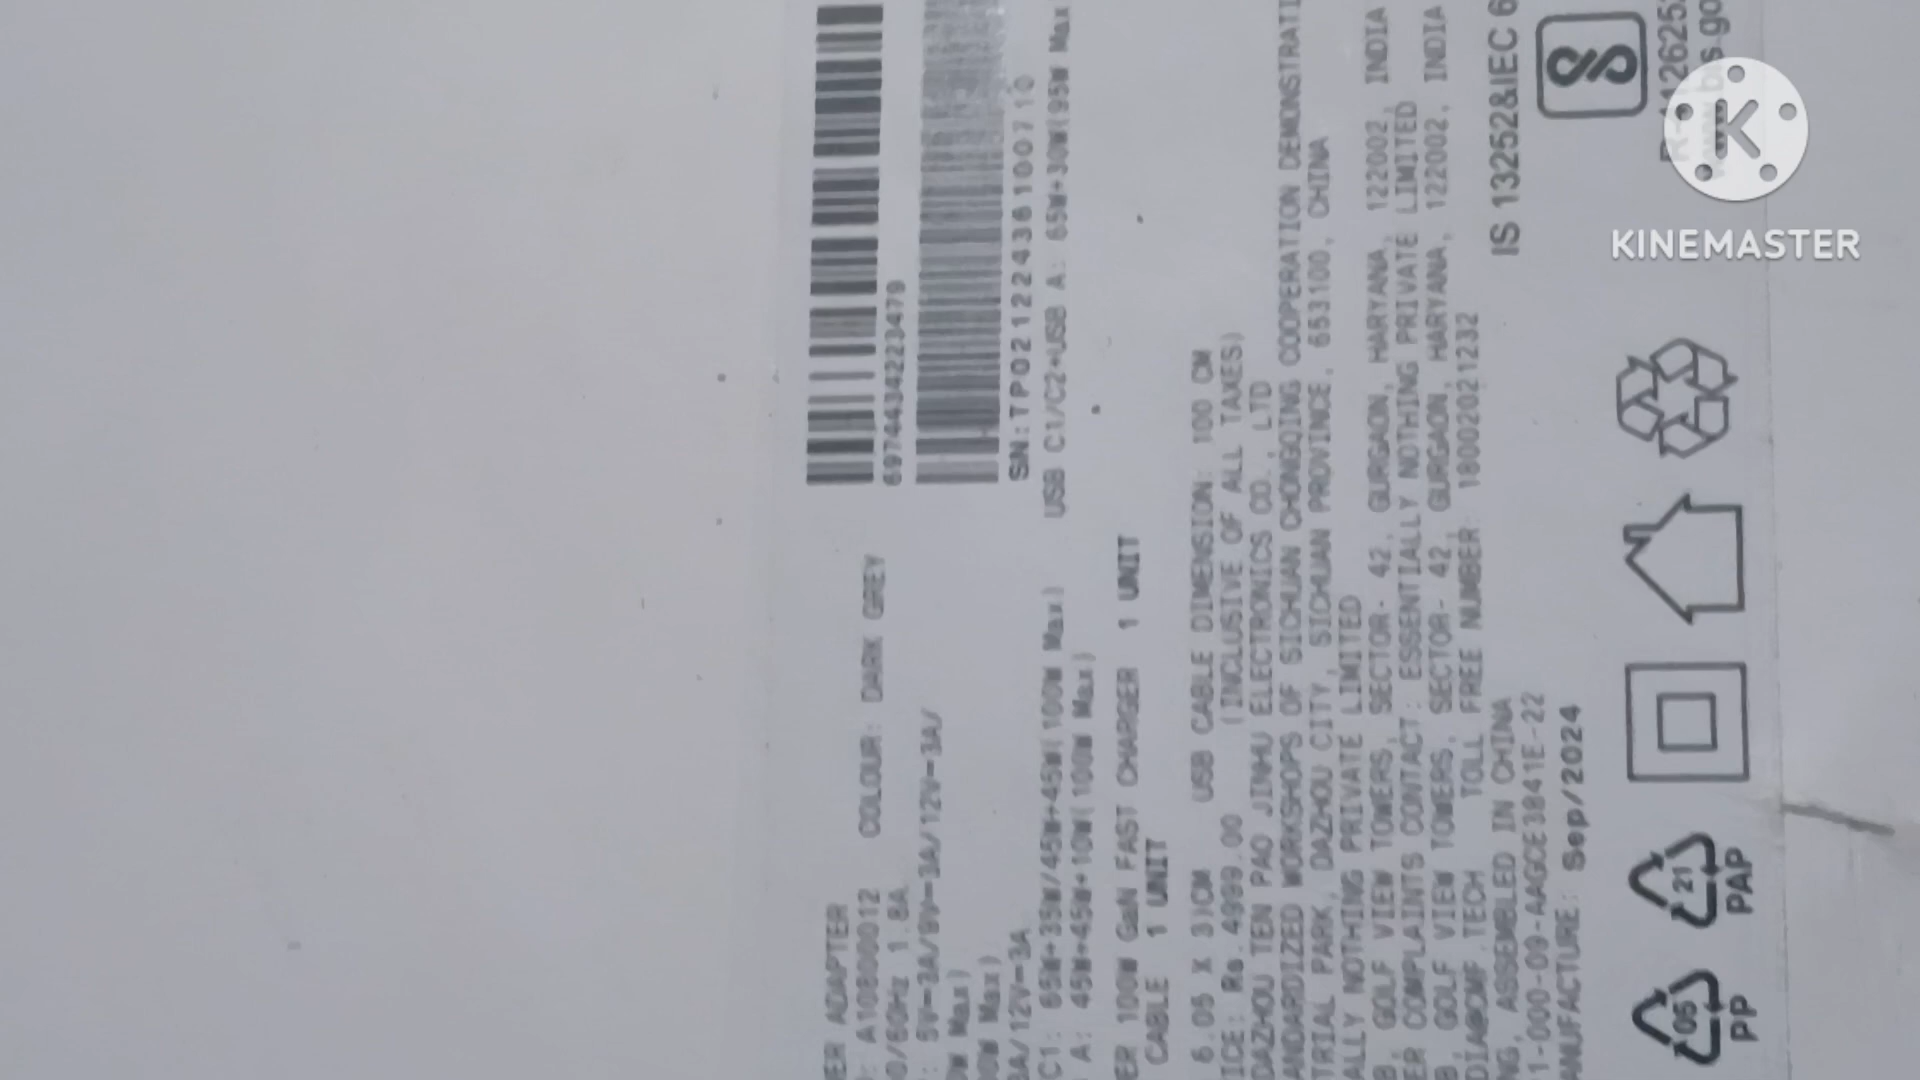 ER ADAPTER
: A10800012 COLOUR: DARK GREY
0/60Hz 1.8A
: 5V⎓3A/9V⎓3A/12V⎓3A/
W Max)
00W Max)
3A/12V⎓3A
C1: 65W+35W/45W+45W(100W Max) USB C1/C2+USB A: 65W+30W(95W Max
A: 45W+45W+10W(100W Max)
ER 100W GaN FAST CHARGER 1 UNIT
CABLE 1 UNIT
6.05 X 3)CM USB CABLE DIMENSION: 100 CM
ICE: Rs.4999.00 (INCLUSIVE OF ALL TAXES)
DAZHOU TEN PAO JINHU ELECTRONICS CO., LTD
ANDARDIZED WORKSHOPS OF SICHUAN CHONGQING COOPERATION DEMONSTRATI
TRIAL PARK, DAZHOU CITY, SICHUAN PROVINCE, 653100, CHINA
ALLY NOTHING PRIVATE LIMITED
B, GOLF VIEW TOWERS, SECTOR- 42, GURGAON, HARYANA, 122002, INDIA
ER COMPLAINTS CONTACT: ESSENTIALLY NOTHING PRIVATE LIMITED
B, GOLF VIEW TOWERS, SECTOR- 42, GURGAON, HARYANA, 122002, INDIA
DIA@CMF.TECH TOLL FREE NUMBER: 18002021232
NG, ASSEMBLED IN CHINA
1-000-09-AAGCE3841E-22
ANUFACTURE: Sep/2024
6974434223479
SN:TP02122436100710
IS 13252&IEC 6
05
PP
21
PAP
KINEMASTER